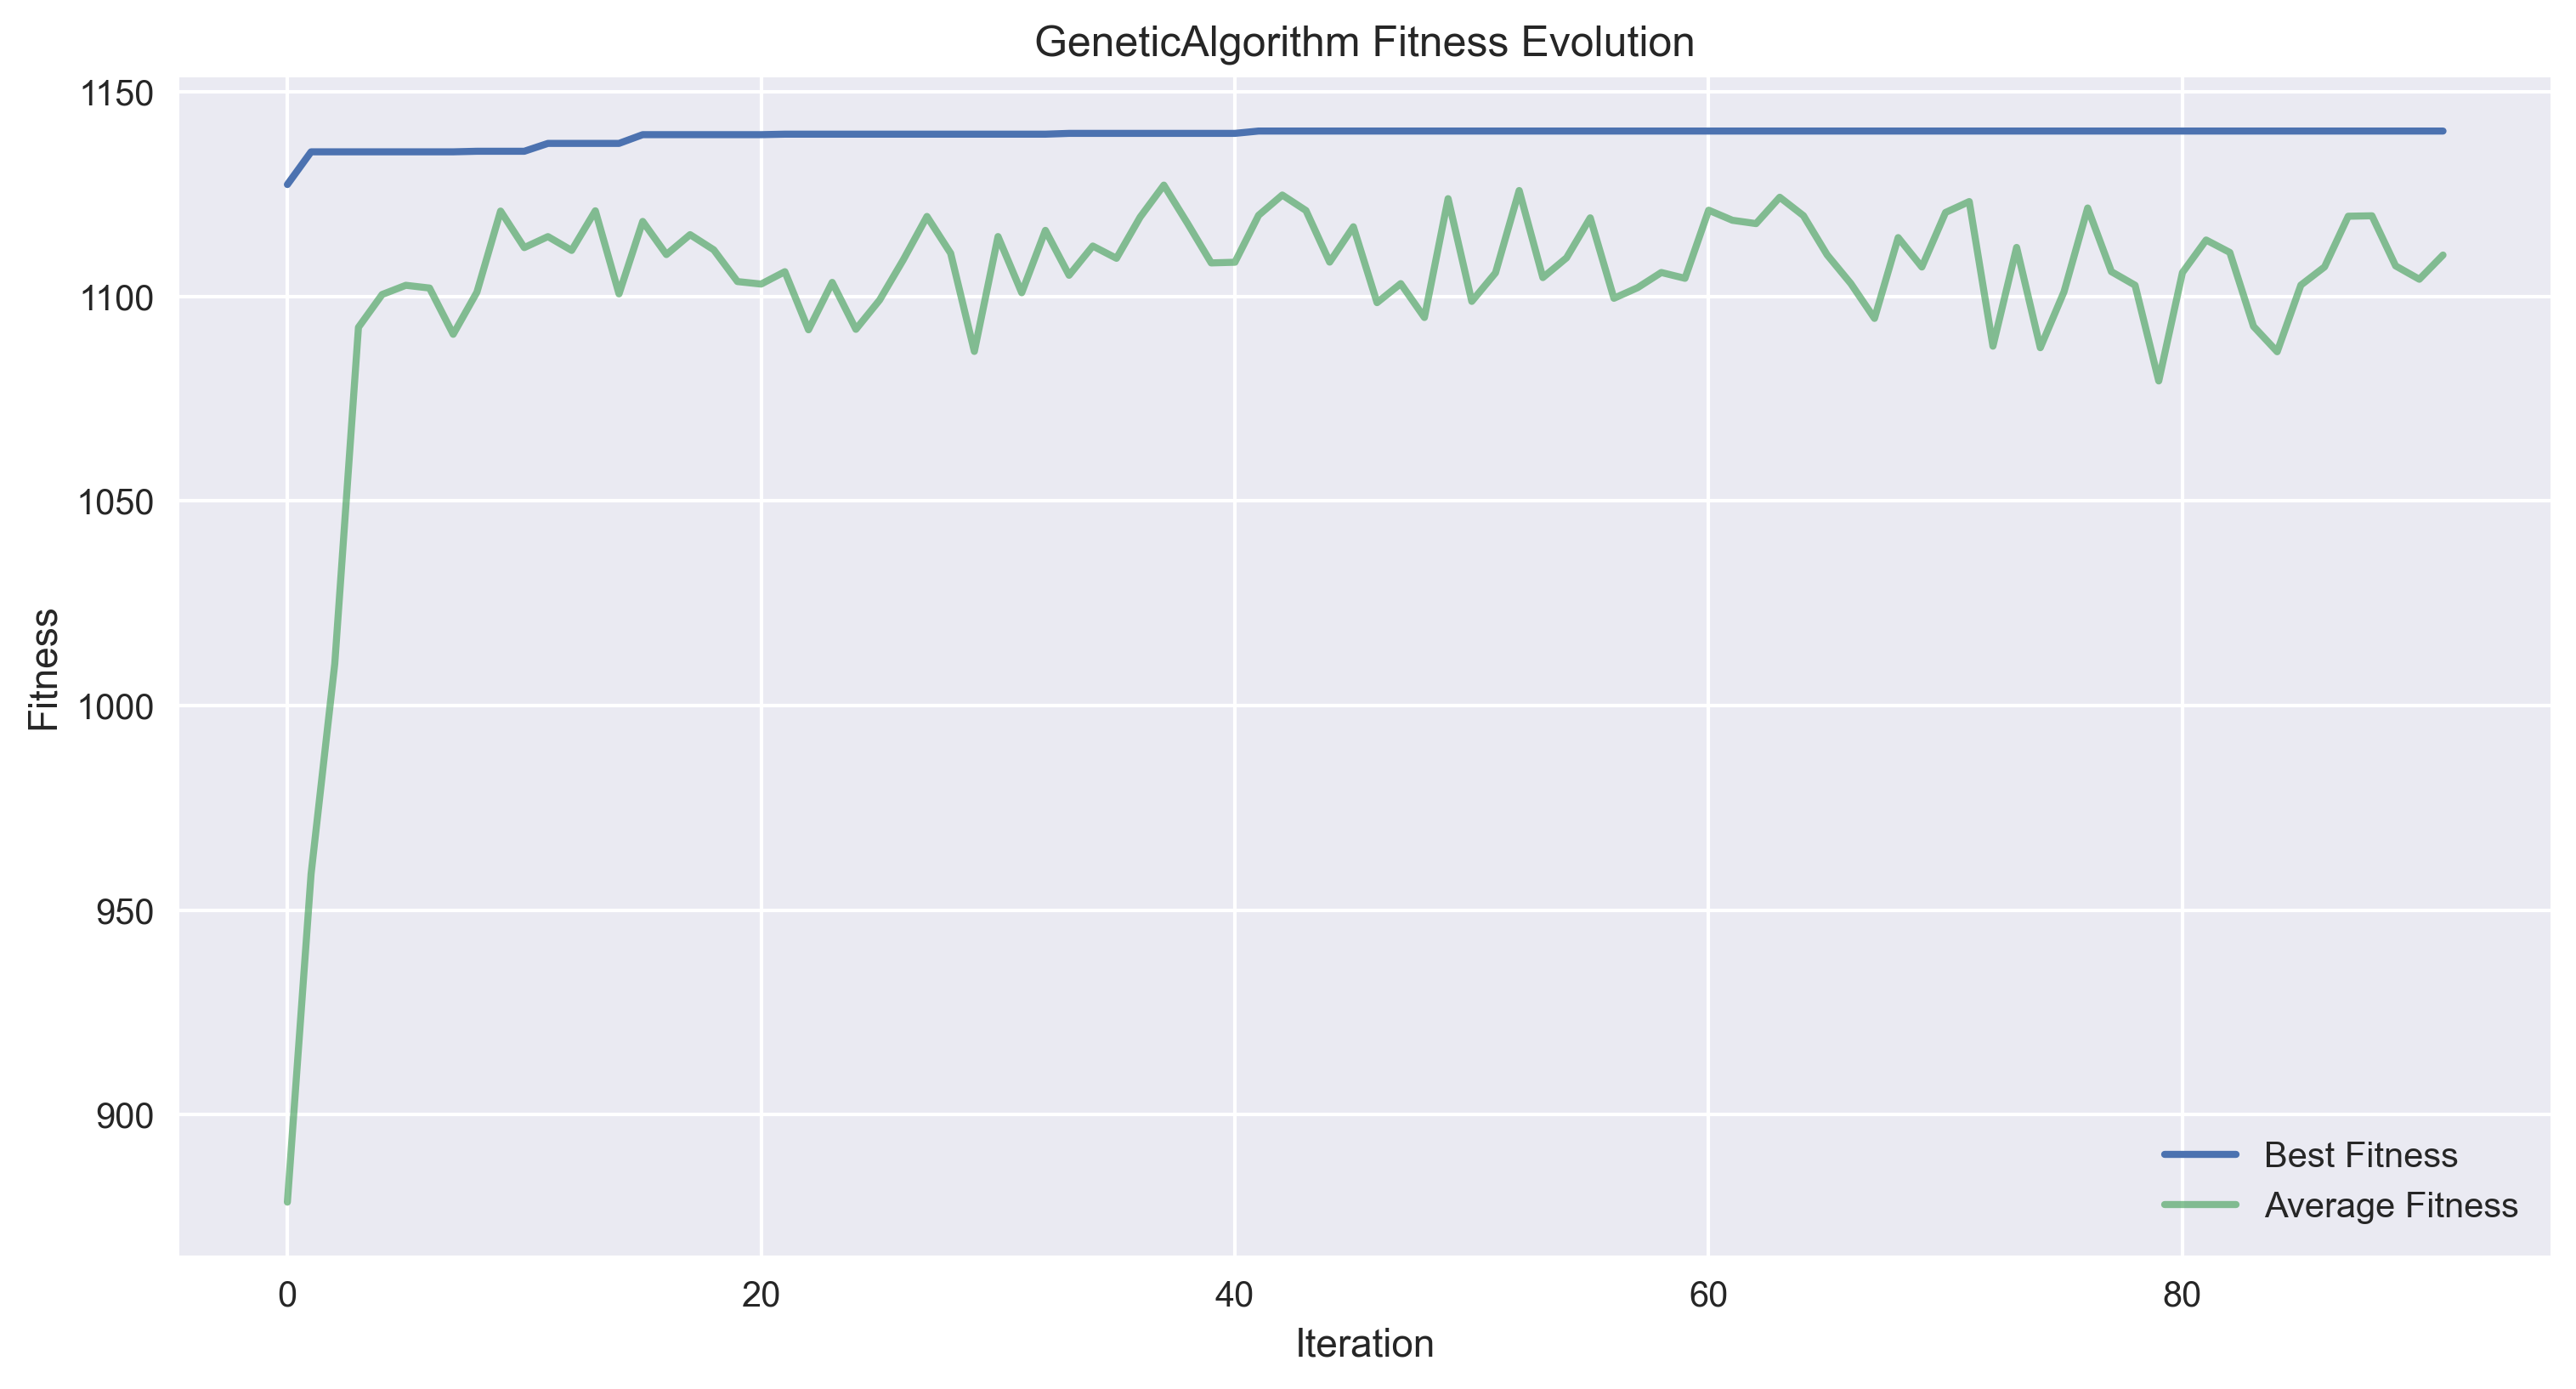 GeneticAlgorithm Fitness Evolution
1150
1100
1050
1000
950
900
Fitness
0 20 40 60 80
Iteration
Best Fitness
Average Fitness